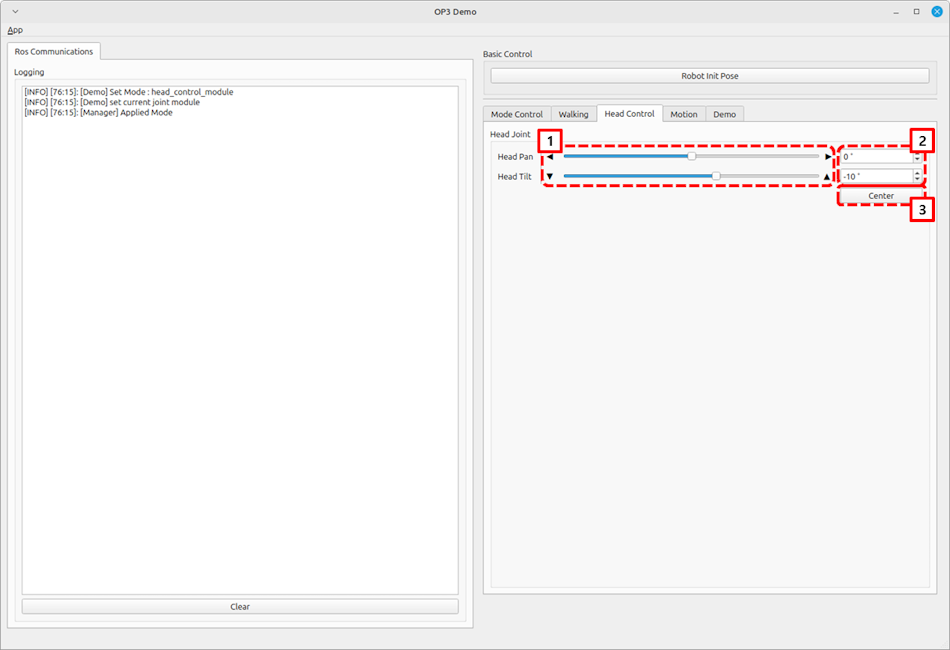 OP3 Demo
App
Ros Communications
Logging
[INFO] [76:15]: [Demo] Set Mode : head_control_module
[INFO] [76:15]: [Demo] set current joint module
[INFO] [76:15]: [Manager] Applied Mode
Clear
Basic Control
Robot Init Pose
Mode Control Walking Head Control Motion Demo
Head Joint
1 2
Head Pan ◀ ▶ 0 °
Head Tilt ▼ ▲ -10 °
Center
3